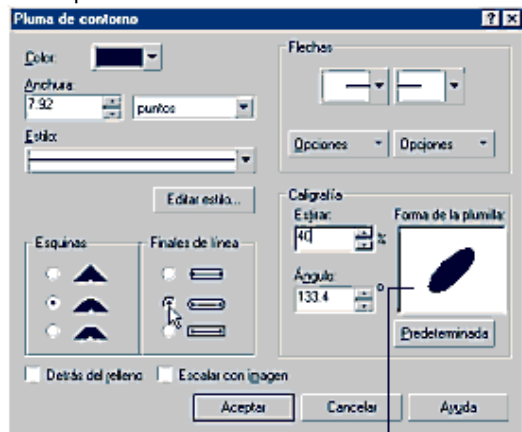 Pluma de contorno
Color:
Flechas
Anchura:
7.92 puntos
Estilo:
Opciones Opciones
Editar estilo...
Caligrafía
Estirar: Forma de la plumilla:
40 %
Esquinas Finales de línea
Ángulo:
133.4 °
Predeterminada
Detrás del relleno Escalar con imagen
Aceptar Cancelar Ayuda